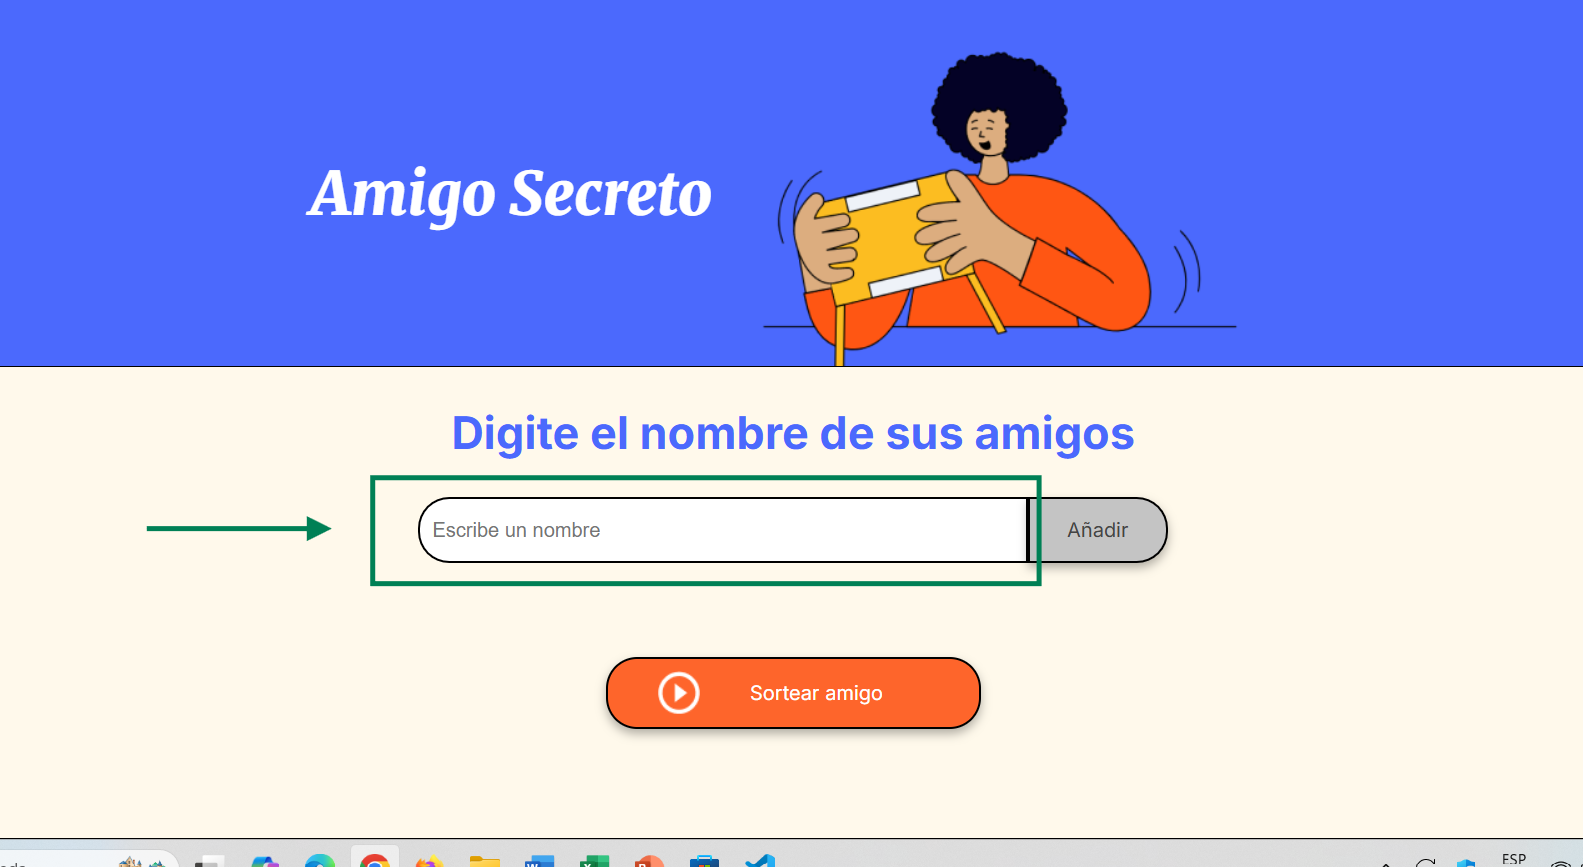 Amigo Secreto
Digite el nombre de sus amigos
Escribe un nombre
Añadir
Sortear amigo
ESP